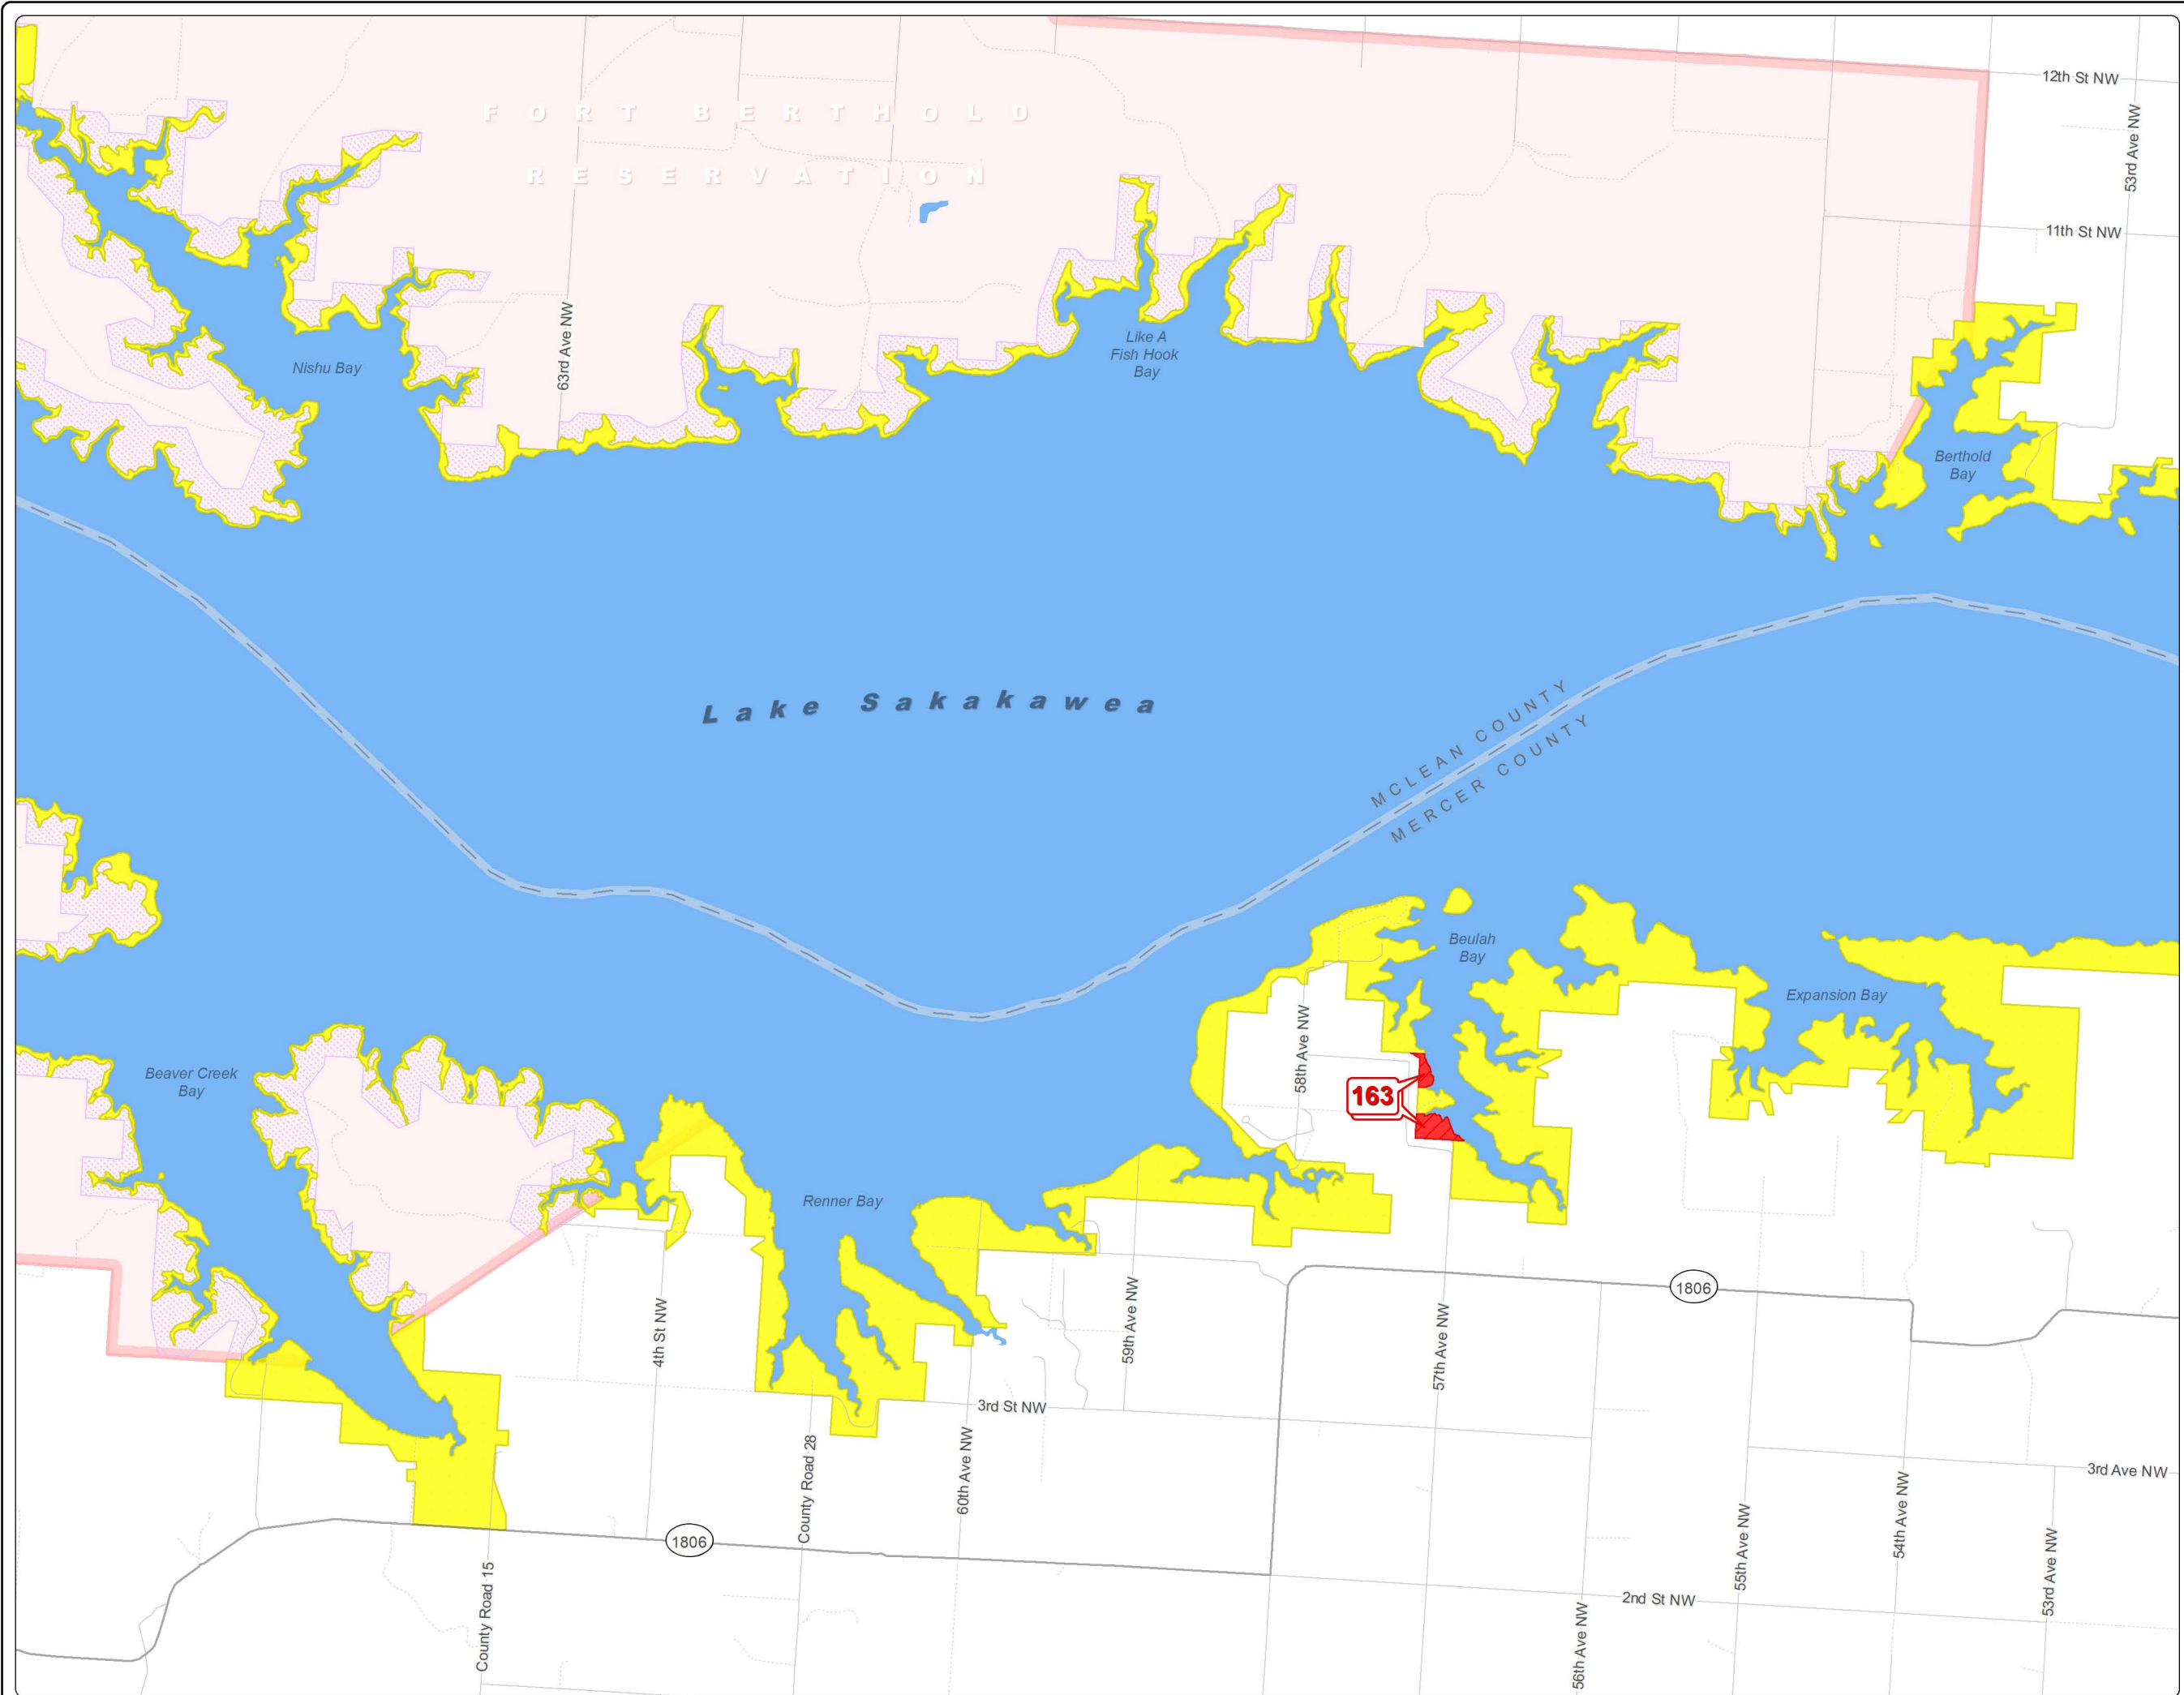 12th St NW
53rd Ave NW
FORT BERTHOLD
RESERVATION
11th St NW
63rd Ave NW
Nishu Bay
Like A
Fish Hook
Bay
Berthold
Bay
Lake Sakakawea
MCLEAN COUNTY
MERCER COUNTY
Beulah
Bay
Expansion Bay
58th Ave NW
Beaver Creek
Bay
163
Renner Bay
1806
4th St NW
59th Ave NW
57th Ave NW
3rd St NW
County Road 28
60th Ave NW
3rd Ave NW
54th Ave NW
55th Ave NW
53rd Ave NW
1806
County Road 15
2nd St NW
56th Ave NW